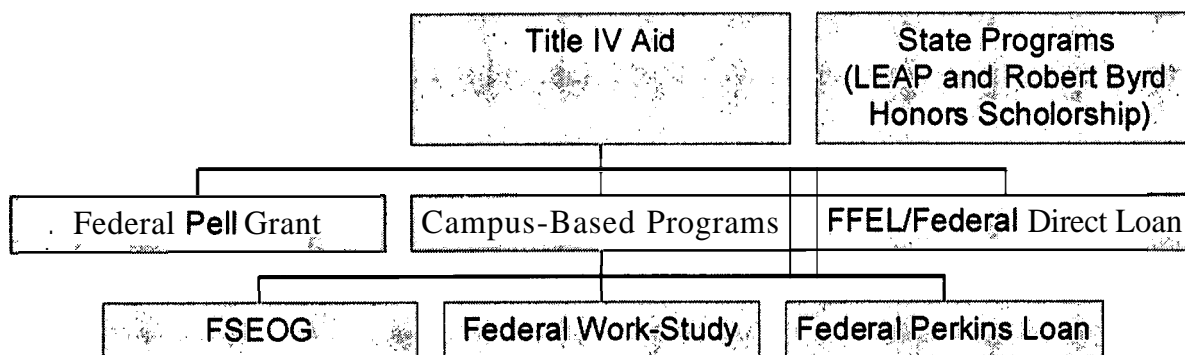 Title IV Aid
State Programs
(LEAP and Robert Byrd
Honors Scholorship)
Federal Pell Grant
Campus-Based Programs
FFEL/Federal Direct Loan
FSEOG
Federal Work-Study
Federal Perkins Loan